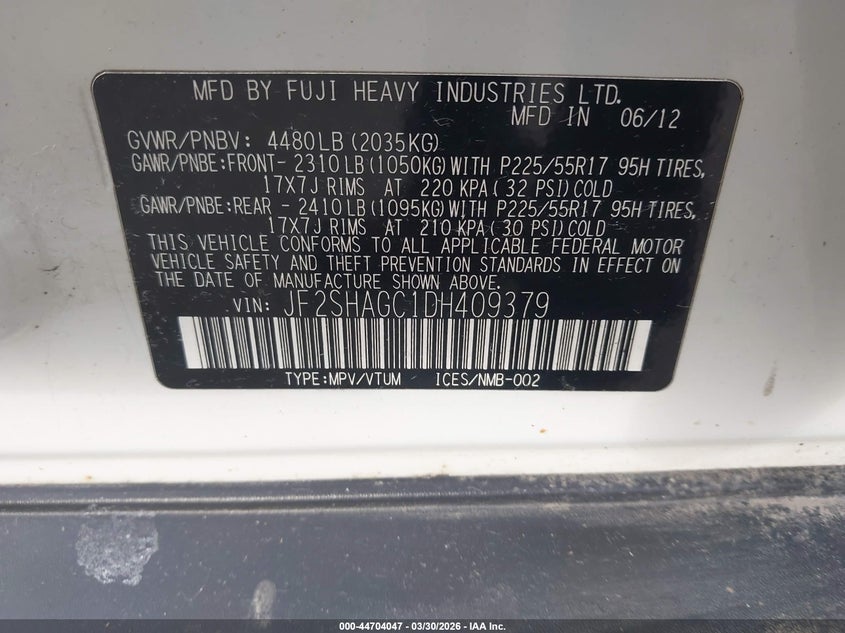 MFD BY FUJI HEAVY INDUSTRIES LTD.
MFD IN 06/12
GVWR/PNBV: 4480LB(2035KG)
GAWR/PNBE:FRONT- 2310LB(1050KG)WITH P225/55R17 95H TIRES,
17X7J RIMS AT 220 KPA( 32 PSI)COLD
GAWR/PNBE:REAR - 2410LB(1095KG)WITH P225/55R17 95H TIRES,
17X7J RIMS AT 210 KPA( 30 PSI)COLD
THIS VEHICLE CONFORMS TO ALL APPLICABLE FEDERAL MOTOR
VEHICLE SAFETY AND THEFT PREVENTION STANDARDS IN EFFECT ON
THE DATE OF MANUFACTURE SHOWN ABOVE.
VIN: JF2SHAGC1DH409379
TYPE:MPV/VTUM ICES/NMB-002
000-44704047 — 03/30/2026 — IAA Inc.